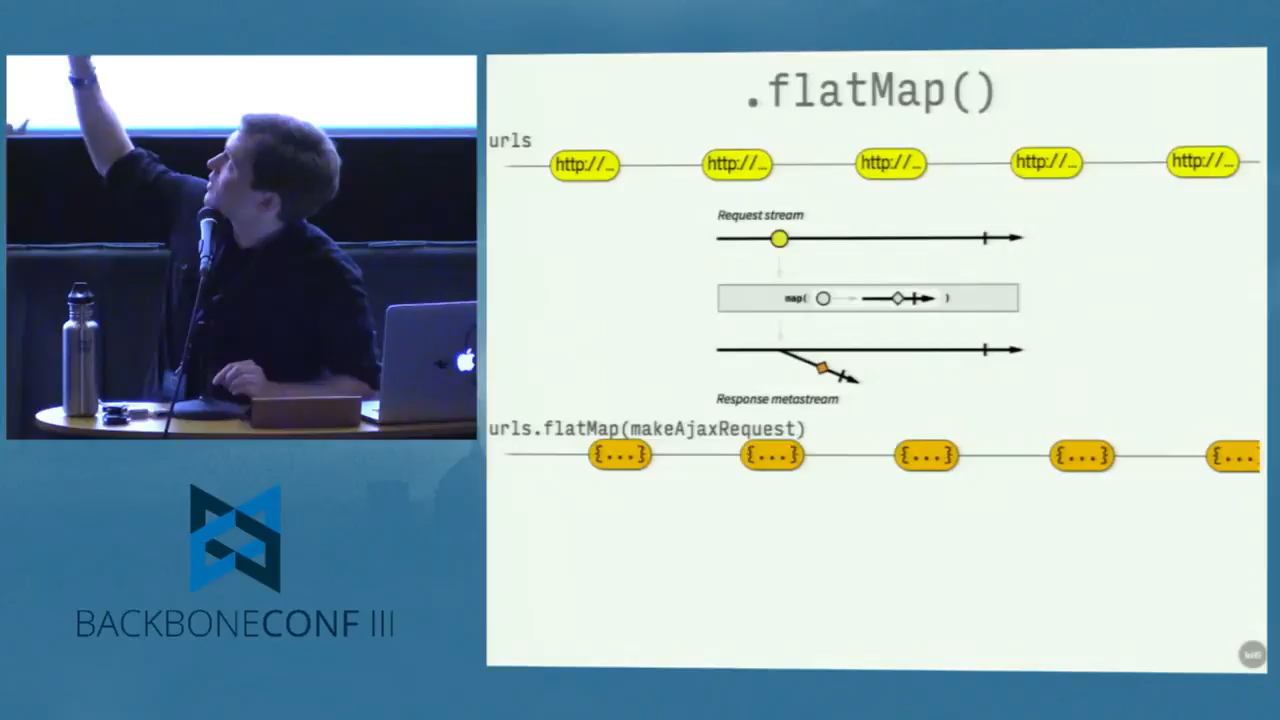 .flatMap()
urls
http://... http://... http://... http://... http://...
Request stream
map( )
Response metastream
urls.flatMap(makeAjaxRequest)
{...} {...} {...} {...} {...
BACKBONECONF III